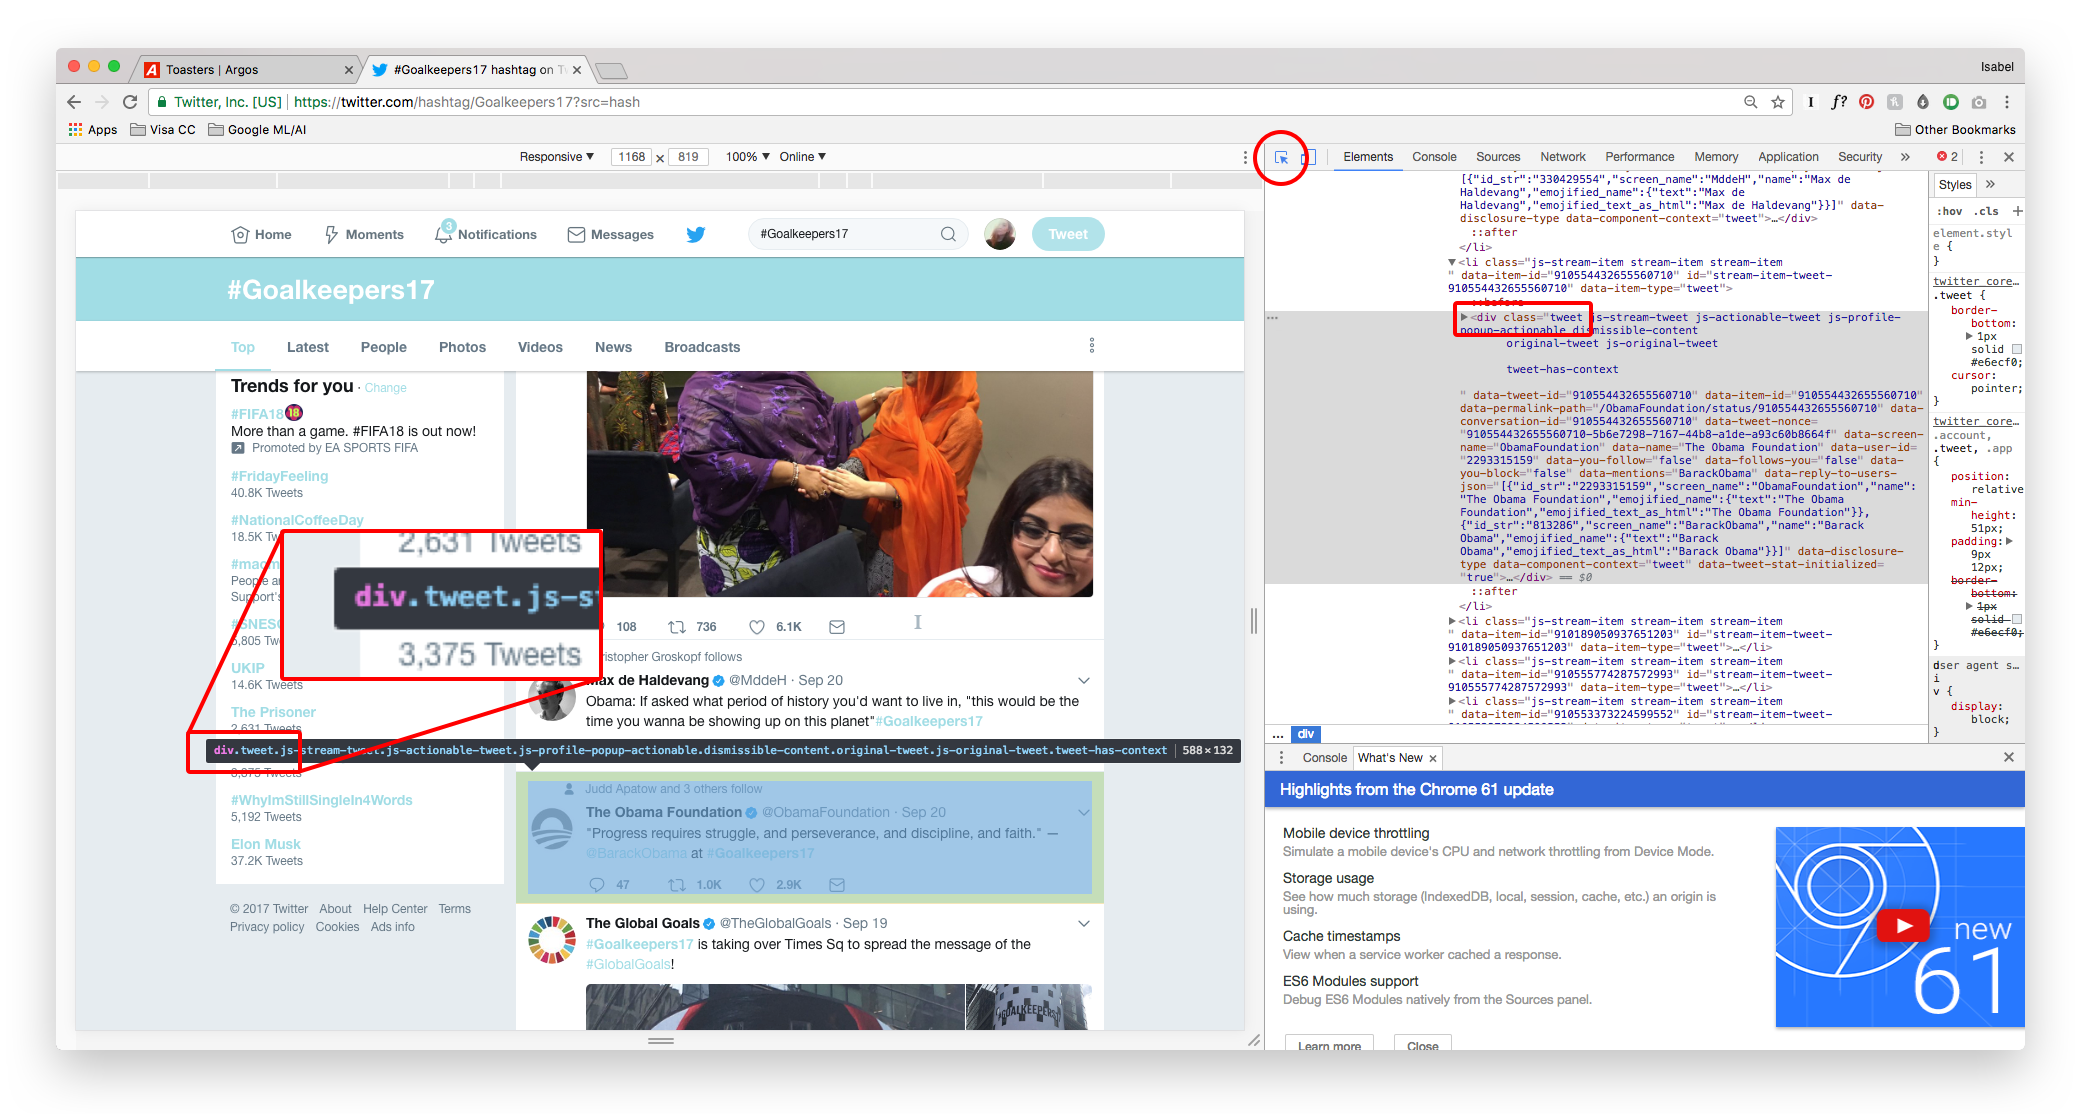 Toasters | Argos
#Goalkeepers17 hashtag on Tw
Isabel
Twitter, Inc. [US] | https://twitter.com/hashtag/Goalkeepers17?src=hash
Apps Visa CC Google ML/AI Other Bookmarks
Responsive ▼ 1168 × 819 100% ▼ Online ▼
Home Moments 3 Notifications Messages #Goalkeepers17 Tweet
#Goalkeepers17
Top Latest People Photos Videos News Broadcasts
Trends for you · Change
#FIFA18
More than a game. #FIFA18 is out now!
Promoted by EA SPORTS FIFA
#FridayFeeling
40.8K Tweets
#NationalCoffeeDay
18.5K Tw
#macm
People a
Support's
#SNESC
5,805 Tw
UKIP
14.6K Tweets
The Prisoner
2,631 Tweets
3,375 Tweets
#WhyImStillSingleIn4Words
5,192 Tweets
Elon Musk
37.2K Tweets
© 2017 Twitter About Help Center Terms
Privacy policy Cookies Ads info
2,631 Tweets
div.tweet.js-s
3,375 Tweets
108 736 6.1K
ristopher Groskopf follows
Max de Haldevang @MddeH · Sep 20
Obama: If asked what period of history you'd want to live in, "this would be the
time you wanna be showing up on this planet"#Goalkeepers17
div.tweet.js-stream-tweet.js-actionable-tweet.js-profile-popup-actionable.dismissible-content.original-tweet.js-original-tweet.tweet-has-context | 588×132
Judd Apatow and 3 others follow
The Obama Foundation @ObamaFoundation · Sep 20
"Progress requires struggle, and perseverance, and discipline, and faith." —
@BarackObama at #Goalkeepers17
47 1.0K 2.9K
The Global Goals @TheGlobalGoals · Sep 19
#Goalkeepers17 is taking over Times Sq to spread the message of the
#GlobalGoals!
GOALKEEPERS
Elements Console Sources Network Performance Memory Application Security » 2
[{"id_str":"330429554","screen_name":"MddeH","name":"Max de
Haldevang","emojified_name":{"text":"Max de
Haldevang","emojified_text_as_html":"Max de Haldevang"}}]" data-
disclosure-type data-component-context="tweet">…</div>
::after
</li>
▼<li class="js-stream-item stream-item stream-item
" data-item-id="910554432655560710" id="stream-item-tweet-
910554432655560710" data-item-type="tweet">
::before
▶<div class="tweet js-stream-tweet js-actionable-tweet js-profile-
popup-actionable dismissible-content
original-tweet js-original-tweet
tweet-has-context
" data-tweet-id="910554432655560710" data-item-id="910554432655560710"
data-permalink-path="/ObamaFoundation/status/910554432655560710" data-
conversation-id="910554432655560710" data-tweet-nonce=
"910554432655560710-5b6e7298-7167-44b8-a1de-a93c60b8664f" data-screen-
name="ObamaFoundation" data-name="The Obama Foundation" data-user-id=
"2293315159" data-you-follow="false" data-follows-you="false" data-
you-block="false" data-mentions="BarackObama" data-reply-to-users-
json="[{"id_str":"2293315159","screen_name":"ObamaFoundation","name":
"The Obama Foundation","emojified_name":{"text":"The Obama
Foundation","emojified_text_as_html":"The Obama Foundation"}},
{"id_str":"813286","screen_name":"BarackObama","name":"Barack
Obama","emojified_name":{"text":"Barack
Obama","emojified_text_as_html":"Barack Obama"}}]" data-disclosure-
type data-component-context="tweet" data-tweet-stat-initialized=
"true">…</div> == $0
::after
</li>
▶<li class="js-stream-item stream-item stream-item
" data-item-id="910189050937651203" id="stream-item-tweet-
910189050937651203" data-item-type="tweet">…</li>
▶<li class="js-stream-item stream-item stream-item
" data-item-id="910555774287572993" id="stream-item-tweet-
910555774287572993" data-item-type="tweet">…</li>
▶<li class="js-stream-item stream-item stream-item
" data-item-id="910553373224599552" id="stream-item-tweet-
... div
Styles »
:hov .cls +
element.styl
e {
}
twitter_core…
.tweet {
border-
bottom:
▶ 1px
solid
#e6ecf0;
cursor:
pointer;
}
twitter_core…
.account,
.tweet, .app
{
position:
relative
min-
height:
51px;
padding:▶
9px
12px;
border-
bottom:
▶ 1px
solid
#e6ecf0;
}
dser agent s…
i
v {
display:
block;
}
Console What's New ×
Highlights from the Chrome 61 update
Mobile device throttling
Simulate a mobile device's CPU and network throttling from Device Mode.
Storage usage
See how much storage (IndexedDB, local, session, cache, etc.) an origin is
using.
Cache timestamps
View when a service worker cached a response.
ES6 Modules support
Debug ES6 Modules natively from the Sources panel.
Learn more Close
new
61